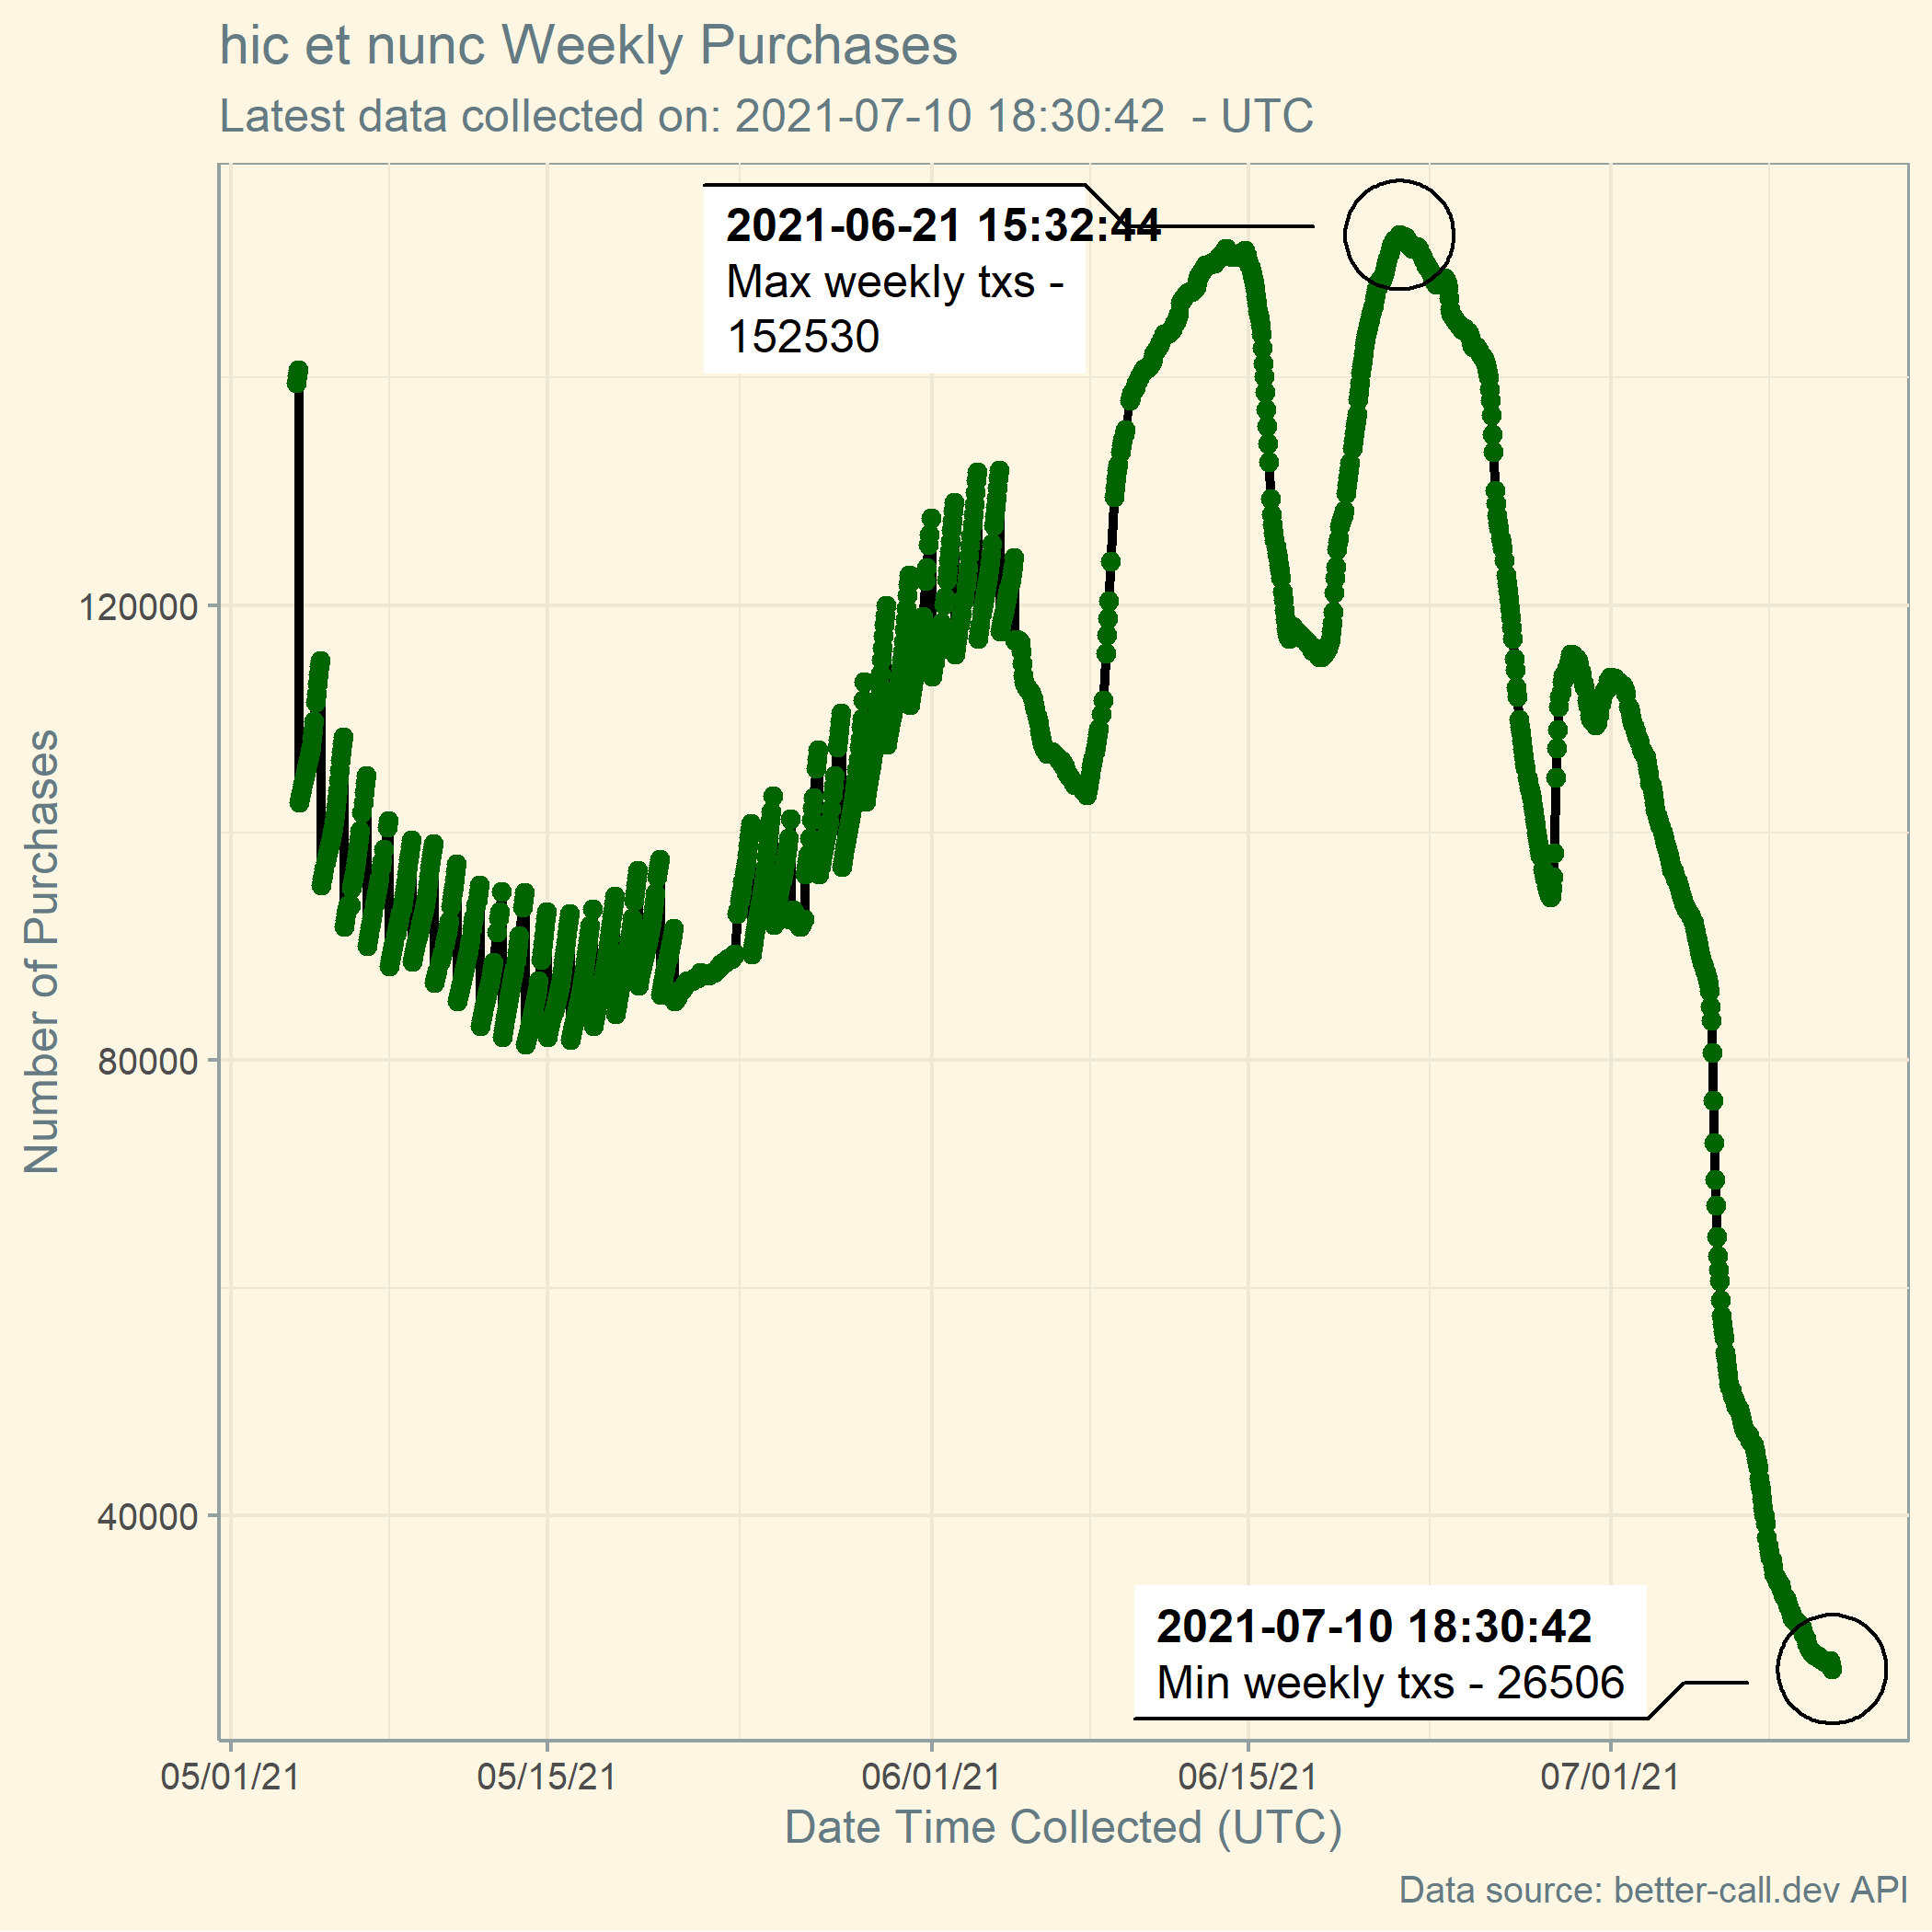 hic et nunc Weekly Purchases
Latest data collected on: 2021-07-10 18:30:42  - UTC
2021-06-21 15:32:44
Max weekly txs -
152530
120000
80000
40000
Number of Purchases
2021-07-10 18:30:42
Min weekly txs - 26506
05/01/21 05/15/21 06/01/21 06/15/21 07/01/21
Date Time Collected (UTC)
Data source: better-call.dev API